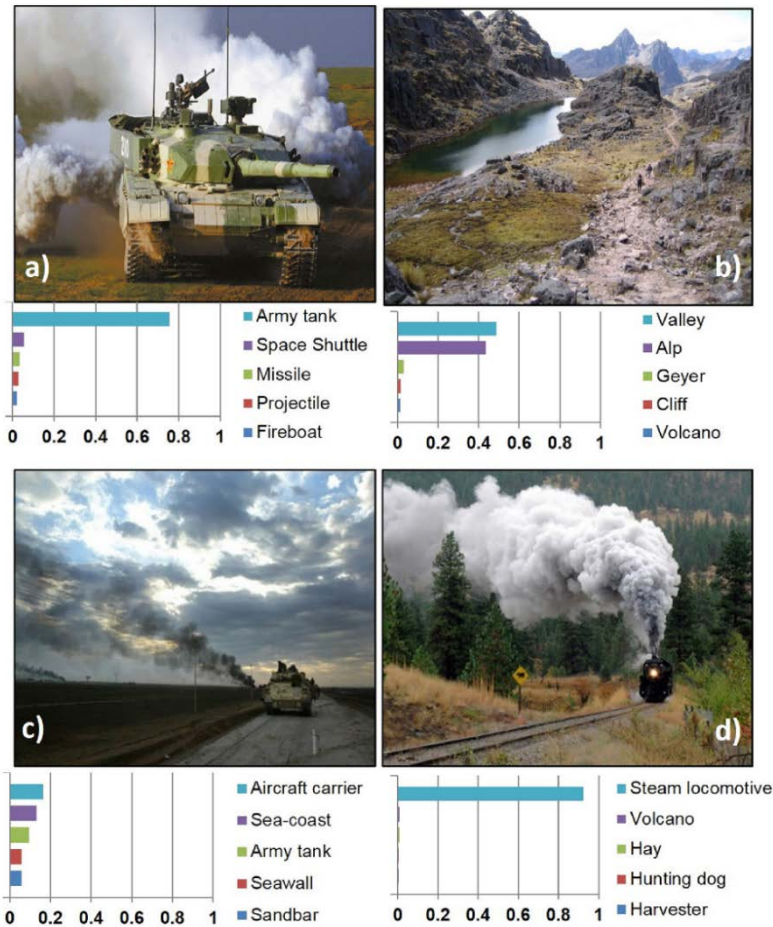 a)
b)
Army tank
Space Shuttle
Missile
Projectile
Fireboat
0 0.2 0.4 0.6 0.8 1
Valley
Alp
Geyer
Cliff
Volcano
0 0.2 0.4 0.6 0.8 1
c)
d)
Aircraft carrier
Sea-coast
Army tank
Seawall
Sandbar
0 0.2 0.4 0.6 0.8 1
Steam locomotive
Volcano
Hay
Hunting dog
Harvester
0 0.2 0.4 0.6 0.8 1